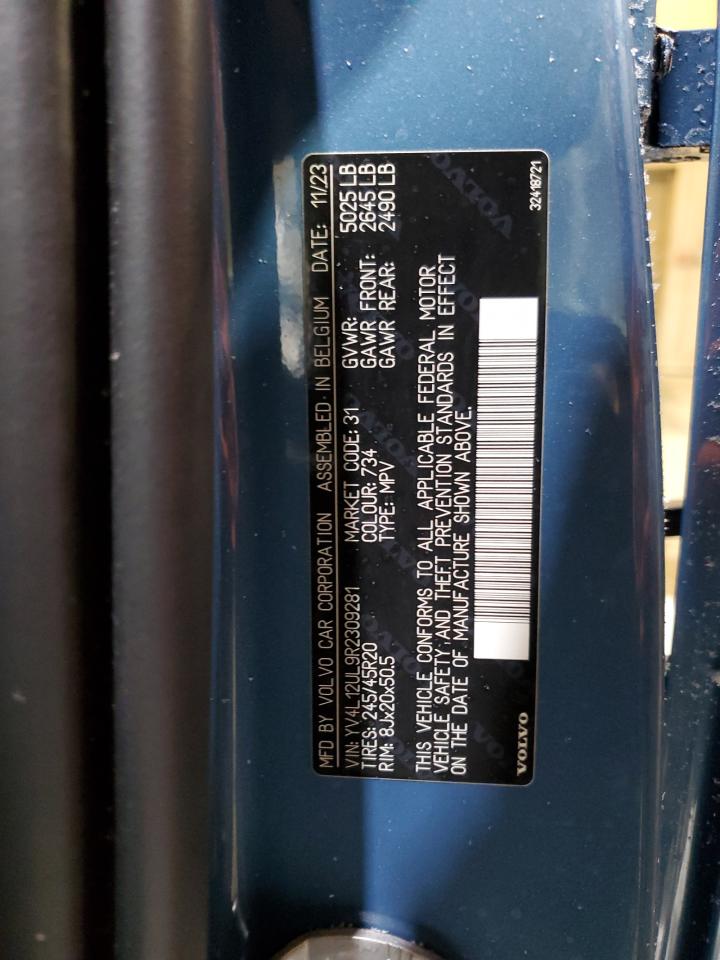 MFD BY VOLVO CAR CORPORATION ASSEMBLED IN BELGIUM DATE: 11/23
VIN: YV4L12UL9R2309281 MARKET CODE: 31 GVWR: 5025 LB
TIRES: 245/45R20 COLOUR: 734 GAWR FRONT: 2645 LB
RIM: 8Jx20x50.5 TYPE: MPV GAWR REAR: 2490 LB
THIS VEHICLE CONFORMS TO ALL APPLICABLE FEDERAL MOTOR
VEHICLE SAFETY AND THEFT PREVENTION STANDARDS IN EFFECT
ON THE DATE OF MANUFACTURE SHOWN ABOVE.
VOLVO 32418721